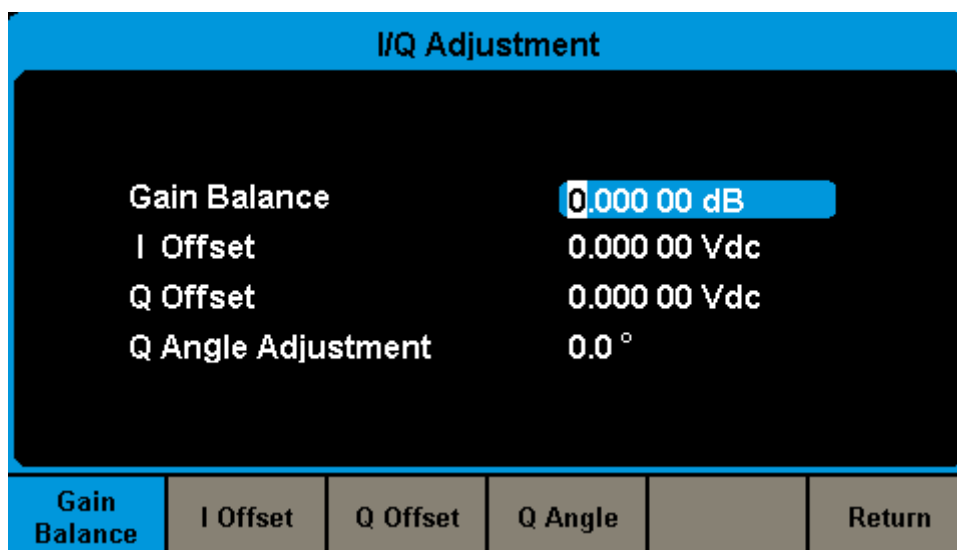 I/Q Adjustment
Gain Balance 0.000 00 dB
I Offset 0.000 00 Vdc
Q Offset 0.000 00 Vdc
Q Angle Adjustment 0.0 °
Gain Balance I Offset Q Offset Q Angle Return